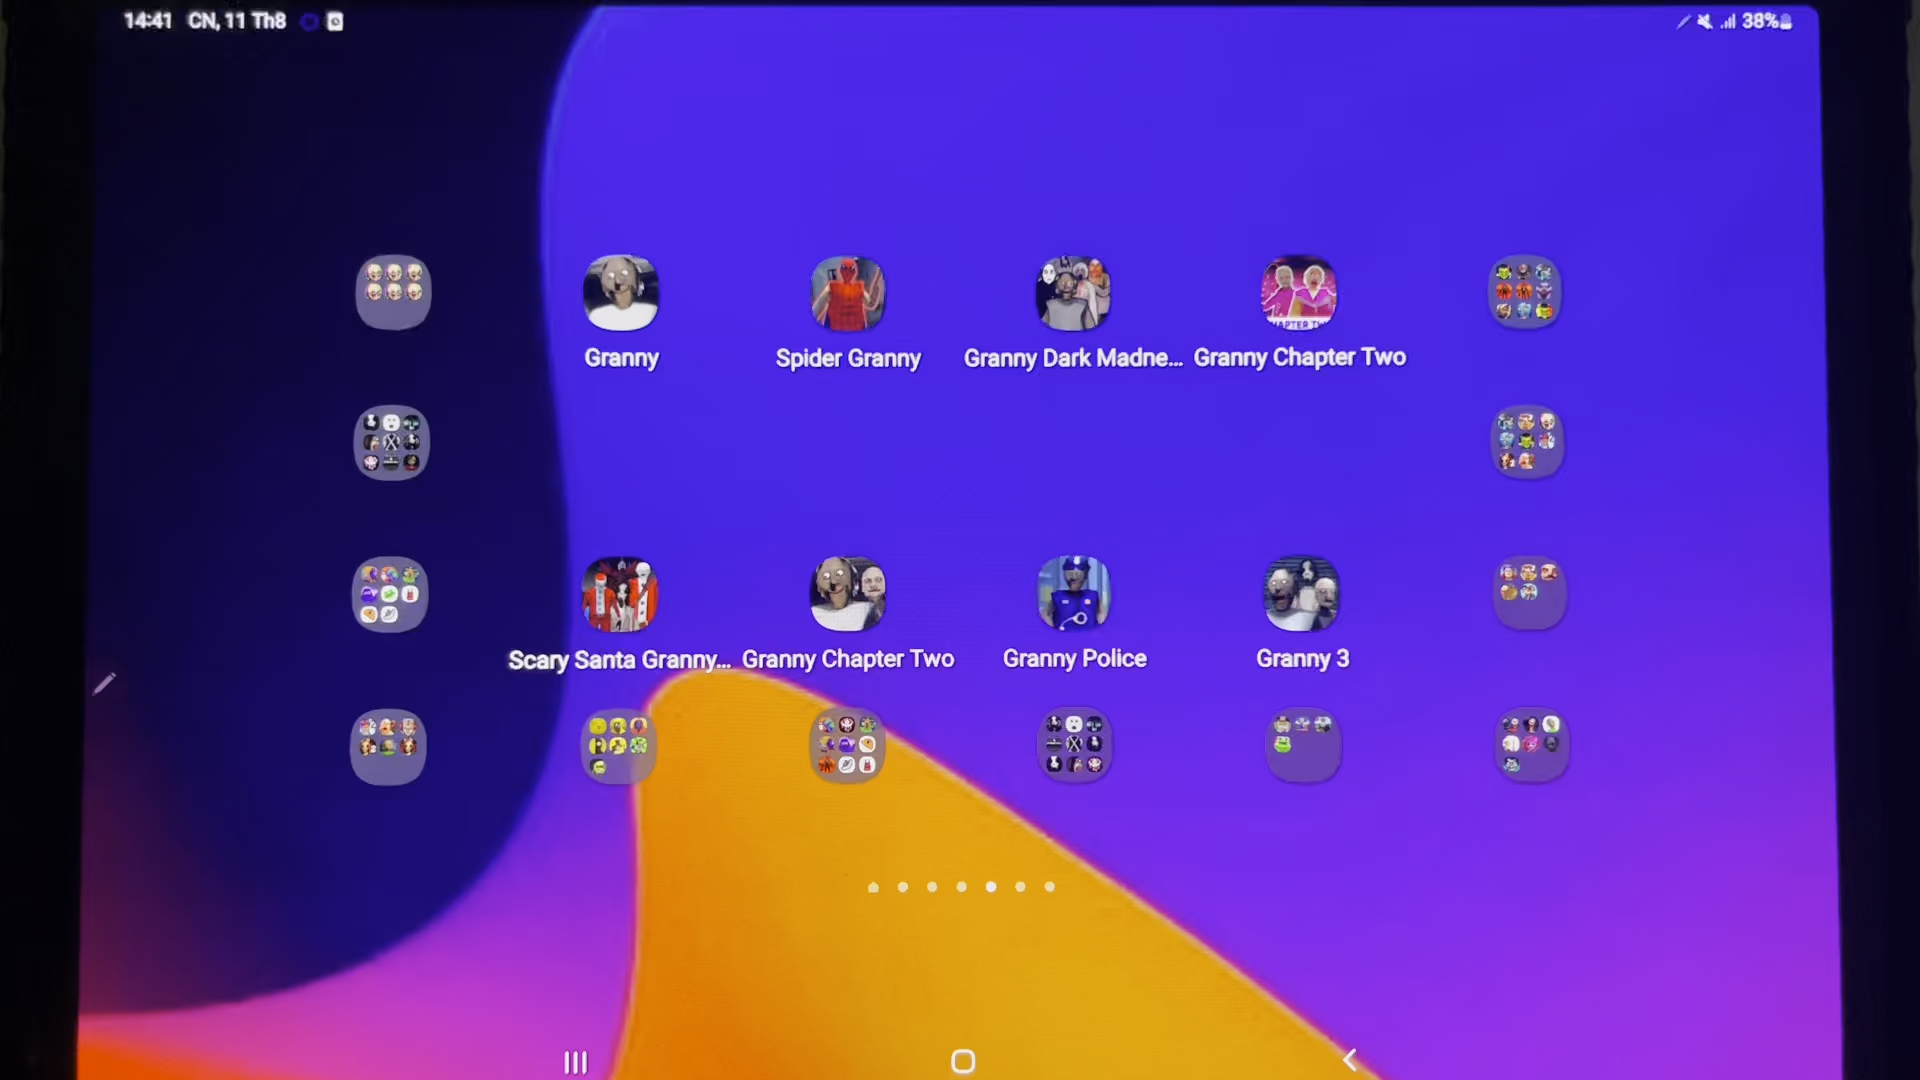 14:41 CN, 11 Th8
38%
Granny
Spider Granny
Granny Dark Madne...
Granny Chapter Two
Scary Santa Granny...
Granny Chapter Two
Granny Police
Granny 3